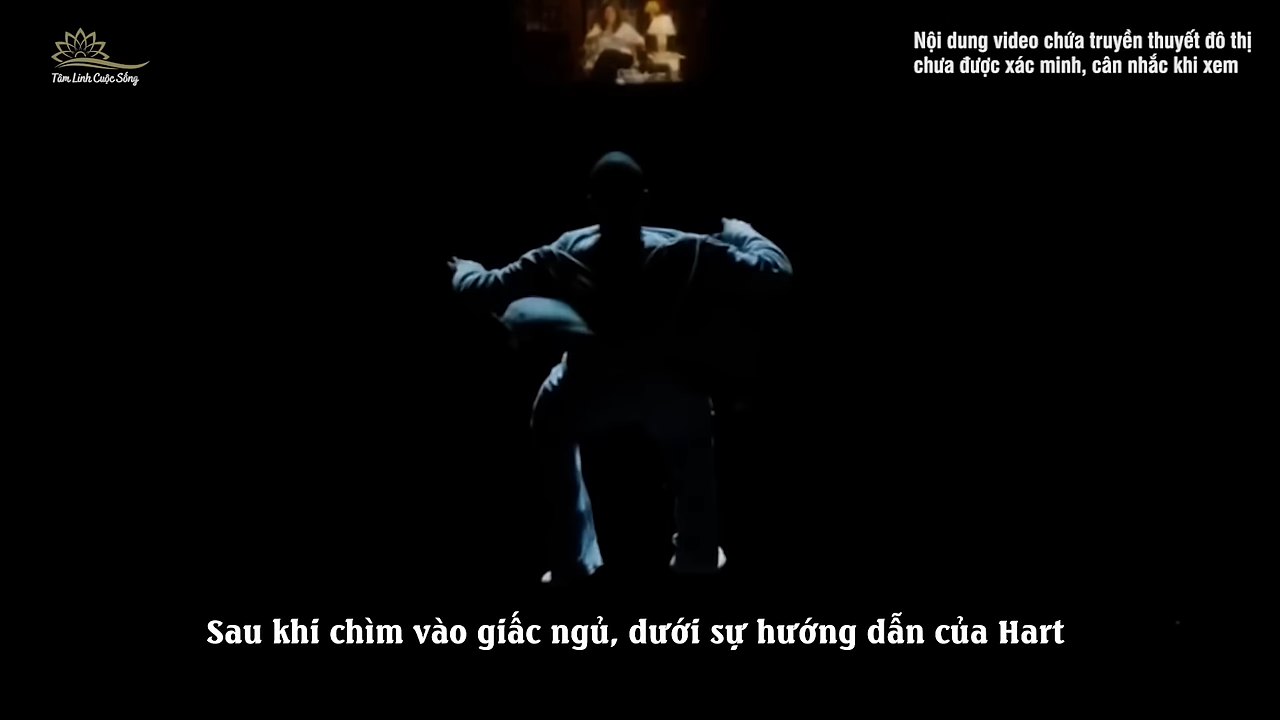 Tâm Linh Cuộc Sống
Nội dung video chứa truyền thuyết đô thị
chưa được xác minh, cân nhắc khi xem
Sau khi chìm vào giấc ngủ, dưới sự hướng dẫn của Hart